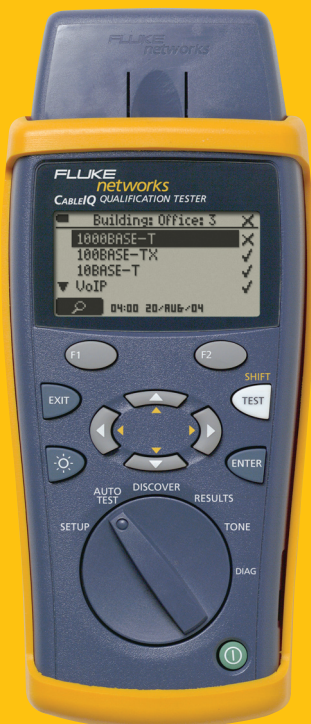 FLUKE
networks
FLUKE
networks
CABLEIQ QUALIFICATION TESTER
Building: Office: 3
1000BASE-T
100BASE-TX
10BASE-T
VoIP
04:00 20/AUG/04
F1
F2
SHIFT
EXIT
TEST
ENTER
AUTO
TEST
DISCOVER
RESULTS
SETUP
TONE
DIAG